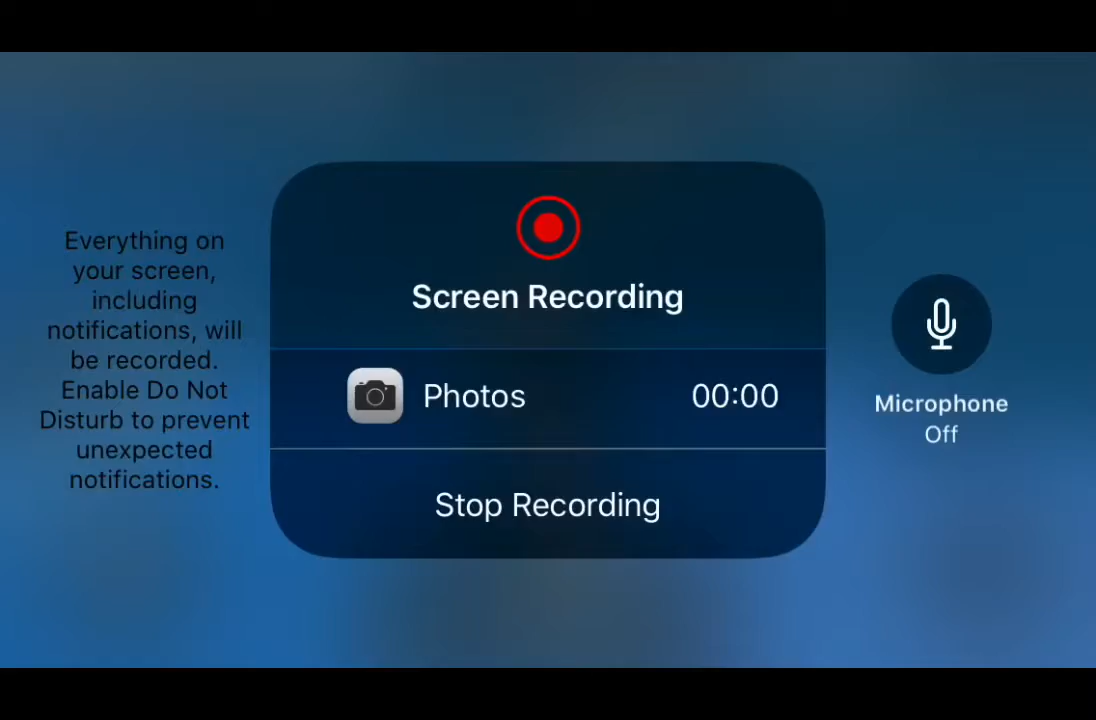 Everything on
your screen,
including
notifications, will
be recorded.
Enable Do Not
Disturb to prevent
unexpected
notifications.
Screen Recording
Photos 00:00
Stop Recording
Microphone
Off